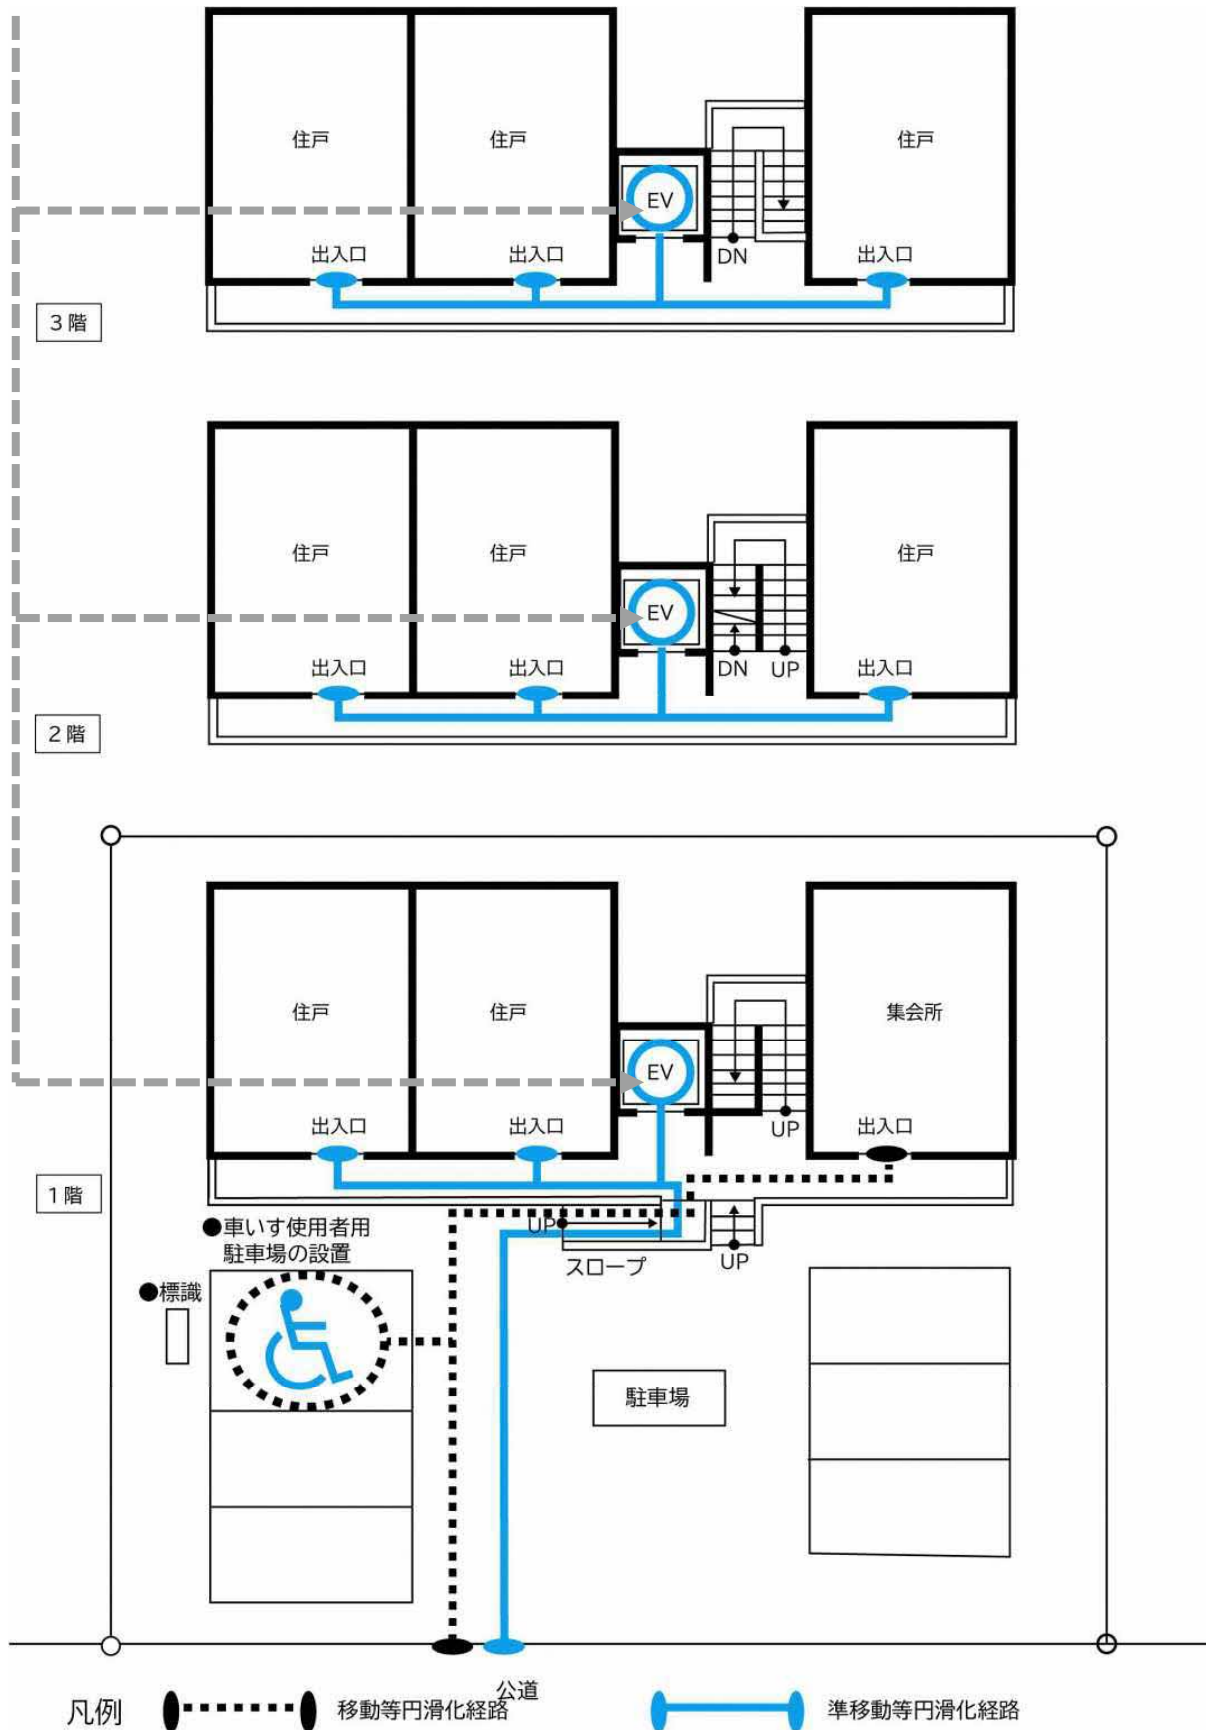 住戸
住戸
住戸
EV
DN
出入口
出入口
出入口
3階
住戸
住戸
住戸
EV
DN
UP
出入口
出入口
出入口
2階
住戸
住戸
集会所
EV
UP
出入口
出入口
出入口
1階
●車いす使用者用
駐車場の設置
UP
スロープ
UP
●標識
駐車場
公道
凡例
移動等円滑化経路
準移動等円滑化経路